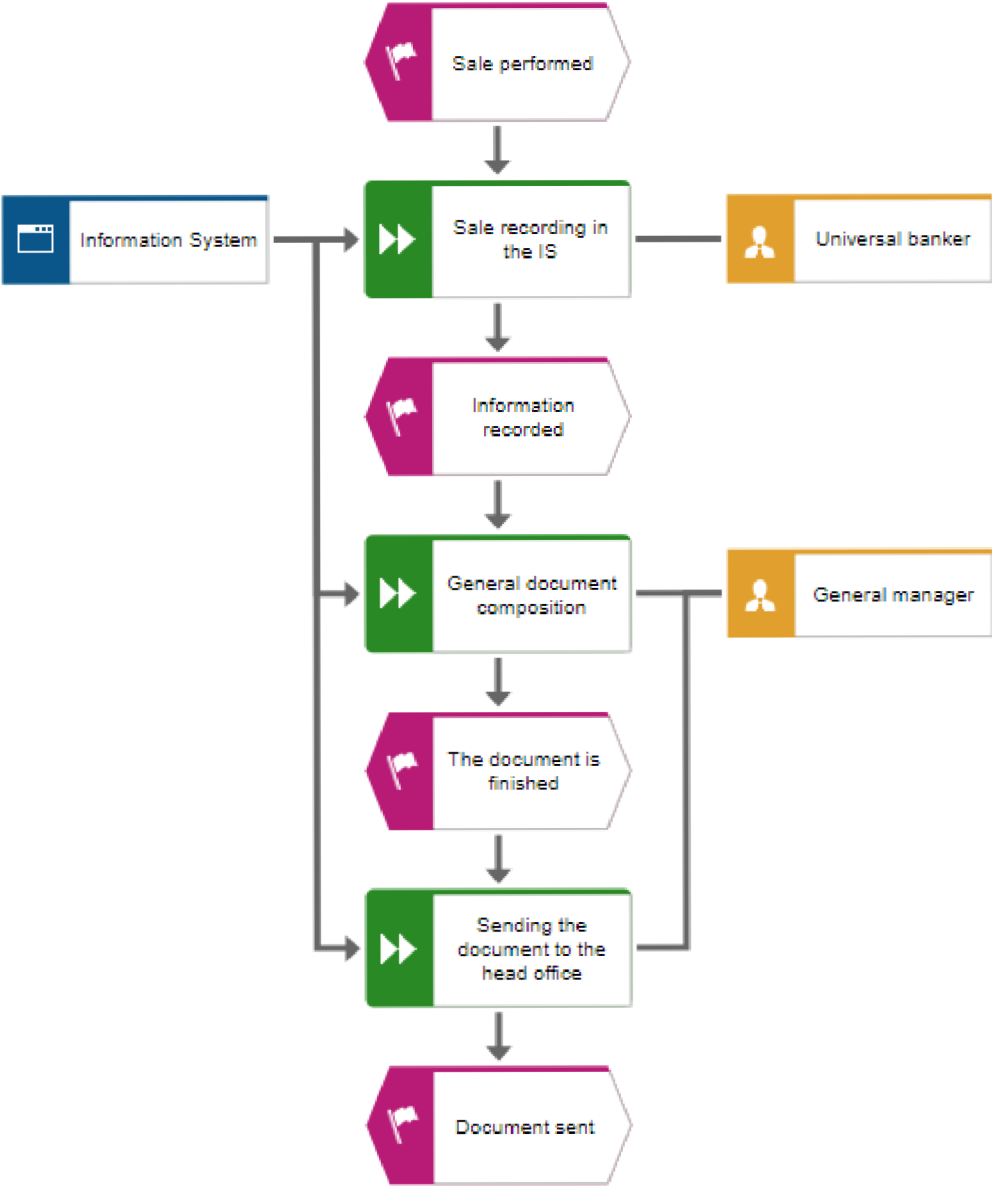 Sale performed
Information System
Sale recording in
the IS
Universal banker
Information
recorded
General document
composition
General manager
The document is
finished
Sending the
document to the
head office
Document sent